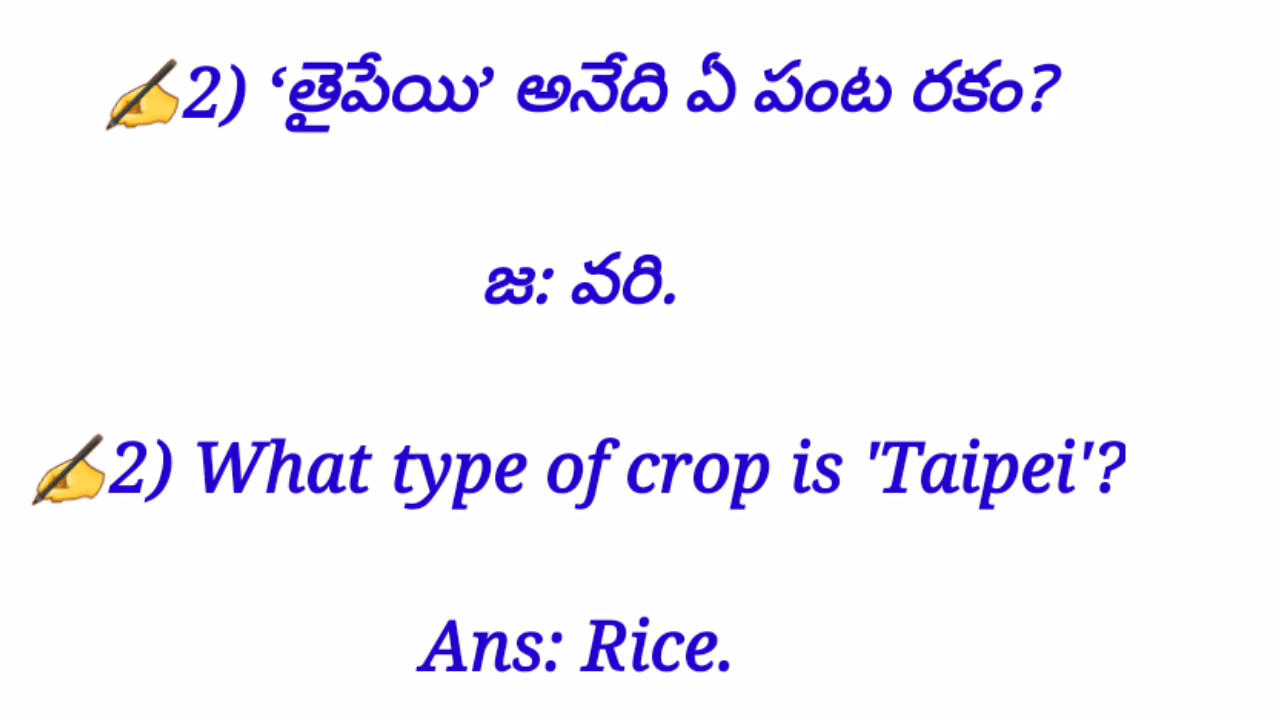 ✍2) ‘తైపేయి’ అనేది ఏ పంట రకం?
జ: వరి.
✍2) What type of crop is 'Taipei'?
Ans: Rice.